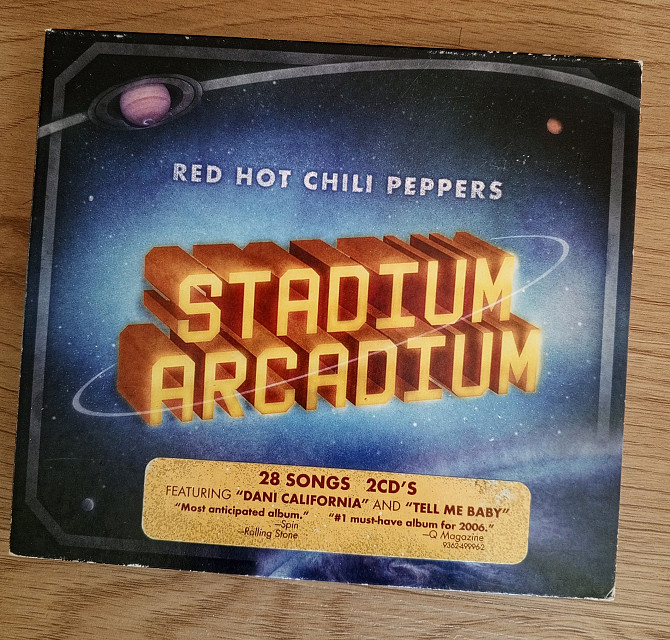 RED HOT CHILI PEPPERS
STADIUM
ARCADIUM
28 SONGS 2CD'S
FEATURING "DANI CALIFORNIA" AND "TELL ME BABY"
"Most anticipated album." "#1 must-have album for 2006."
—Spin —Q Magazine
—Rolling Stone 9362499962